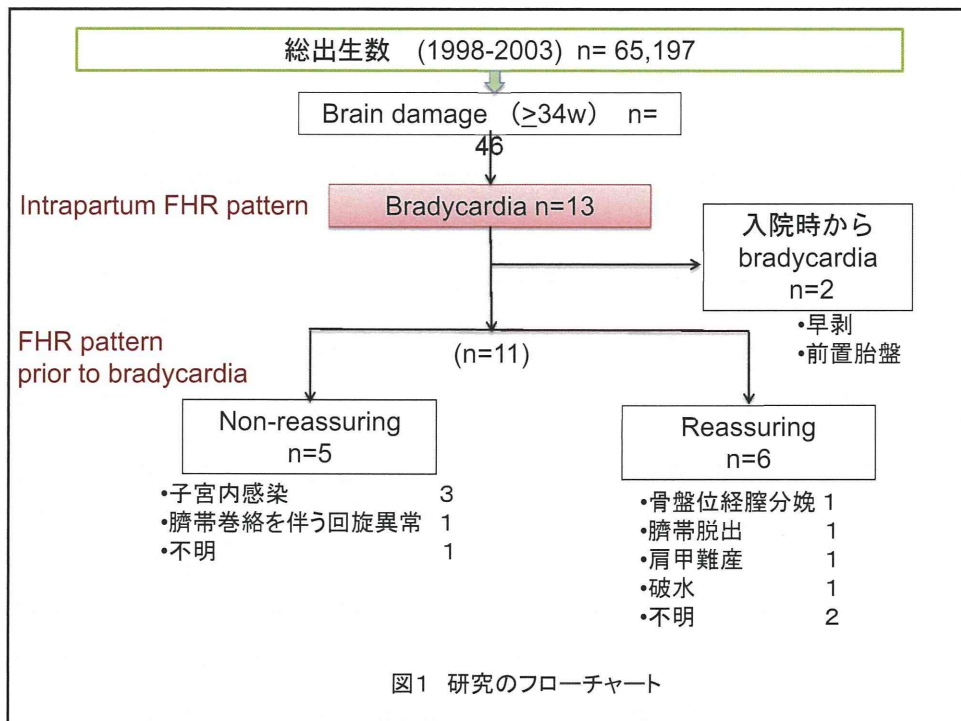 総出生数 (1998-2003) n= 65,197
Brain damage (≥34w) n=
46
Intrapartum FHR pattern
Bradycardia n=13
入院時から
bradycardia
n=2
•早剥
•前置胎盤
FHR pattern
prior to bradycardia
(n=11)
Non-reassuring
n=5
•子宮内感染 3
•臍帯巻絡を伴う回旋異常 1
•不明 1
Reassuring
n=6
•骨盤位経膣分娩 1
•臍帯脱出 1
•肩甲難産 1
•破水 1
•不明 2
図1 研究のフローチャート